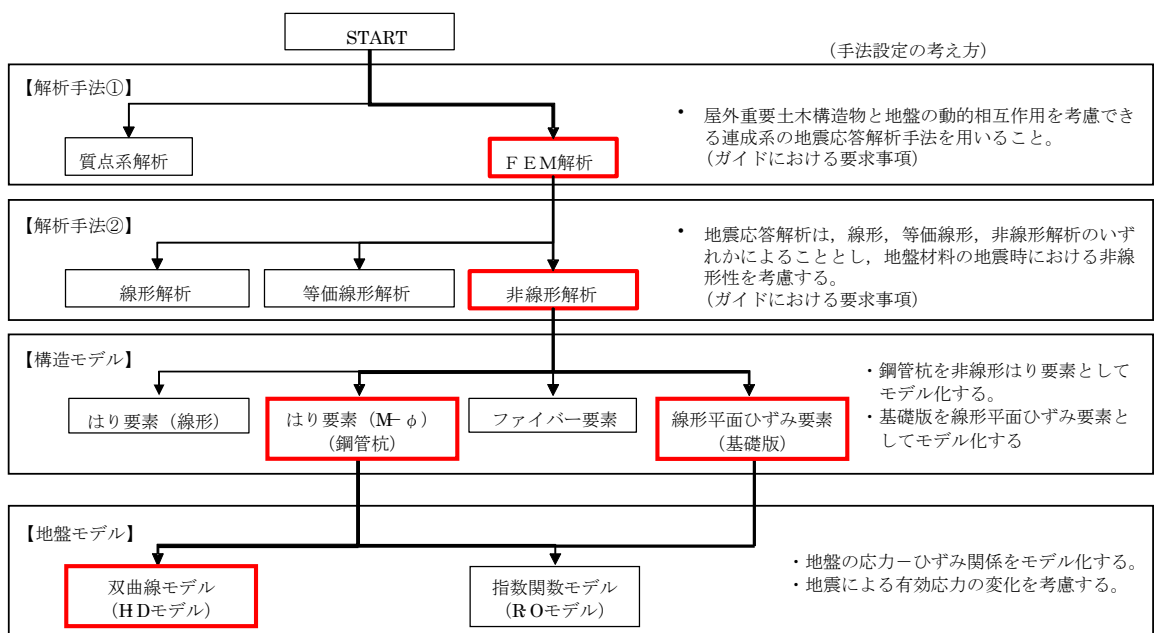 START
(手法設定の考え方)
【解析手法①】
質点系解析
FEM解析
・ 屋外重要土木構造物と地盤の動的相互作用を考慮でき
る連成系の地震応答解析手法を用いること。
(ガイドにおける要求事項)
【解析手法②】
線形解析
等価線形解析
非線形解析
・ 地震応答解析は，線形，等価線形，非線形解析のいず
れかによることとし，地盤材料の地震時における非線
形性を考慮する。
(ガイドにおける要求事項)
【構造モデル】
はり要素（線形）
はり要素（M-φ）
(鋼管杭)
ファイバー要素
線形平面ひずみ要素
(基礎版)
・鋼管杭を非線形はり要素として
モデル化する。
・基礎版を線形平面ひずみ要素と
してモデル化する
【地盤モデル】
双曲線モデル
(H-Dモデル)
指数関数モデル
(R-Oモデル)
・地盤の応力－ひずみ関係をモデル化する。
・地震による有効応力の変化を考慮する。